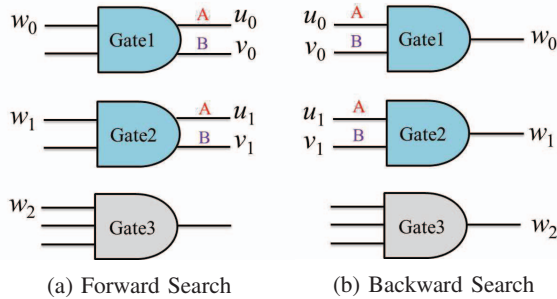 w0 Gate1 A u0 B v0
w1 Gate2 A u1 B v1
w2 Gate3
(a) Forward Search
u0 A v0 B Gate1 w0
u1 A v1 B Gate2 w1
Gate3 w2
(b) Backward Search